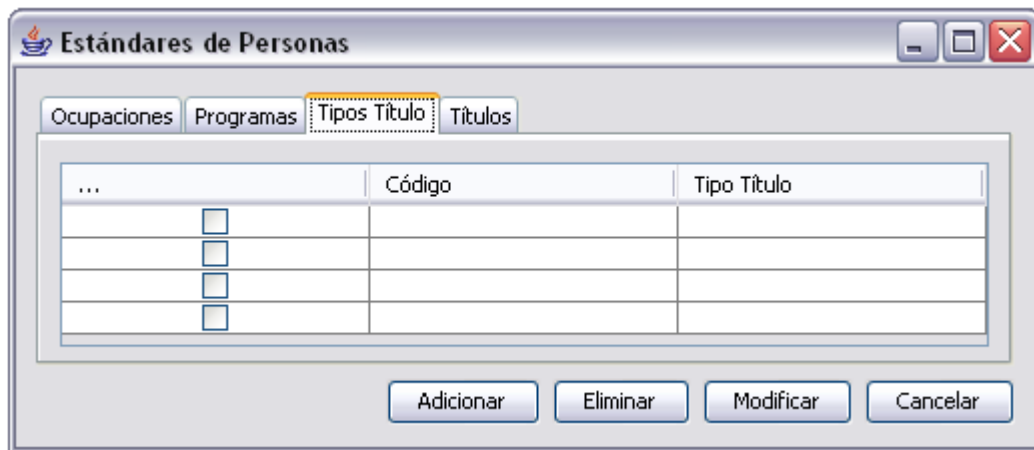 Estándares de Personas
Ocupaciones Programas Tipos Título Títulos
... Código Tipo Título
Adicionar Eliminar Modificar Cancelar